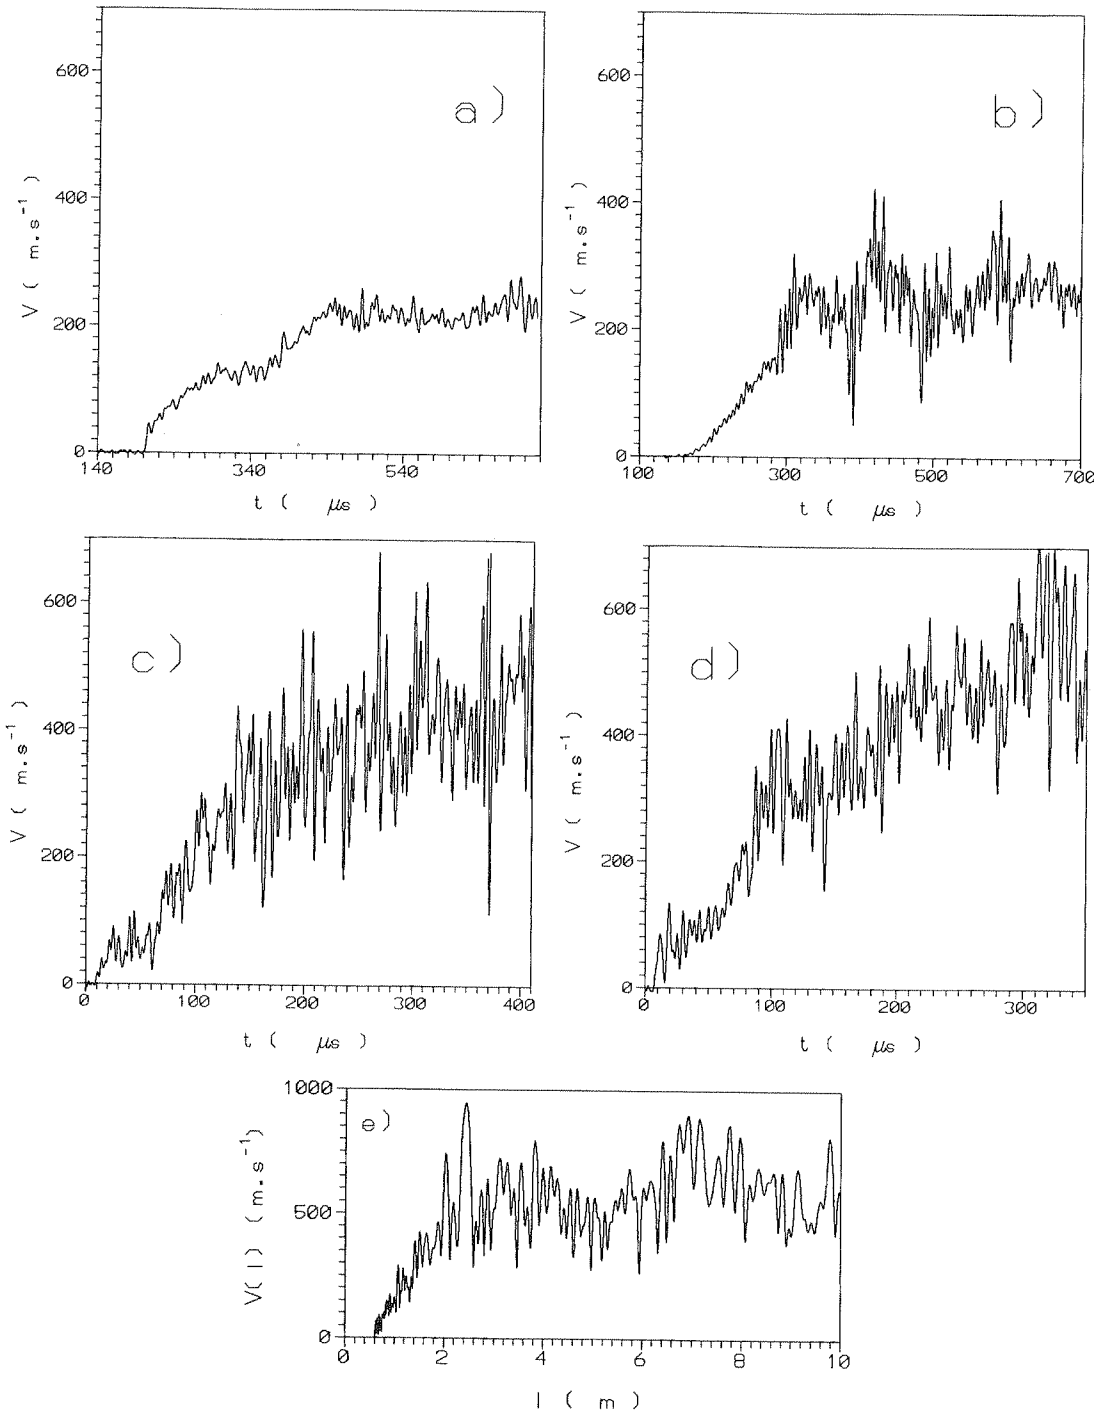 a)
600
400
200
0
V ( m.s⁻¹ )
140 340 540
t ( μs )
b)
600
400
200
0
V ( m.s⁻¹ )
100 300 500 700
t ( μs )
c)
600
400
200
0
V ( m.s⁻¹ )
0 100 200 300 400
t ( μs )
d)
600
400
200
0
V ( m.s⁻¹ )
0 100 200 300
t ( μs )
e)
1000
500
0
V(l) (m.s⁻¹)
0 2 4 6 8 10
l ( m )